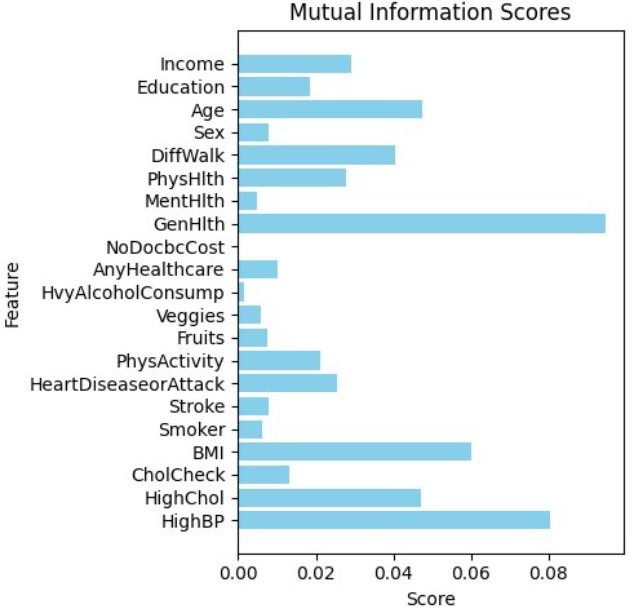 Mutual Information Scores
Income
Education
Age
Sex
DiffWalk
PhysHlth
MentHlth
GenHlth
NoDocbcCost
AnyHealthcare
HvyAlcoholConsump
Veggies
Fruits
PhysActivity
HeartDiseaseorAttack
Stroke
Smoker
BMI
CholCheck
HighChol
HighBP
Feature
0.00 0.02 0.04 0.06 0.08
Score